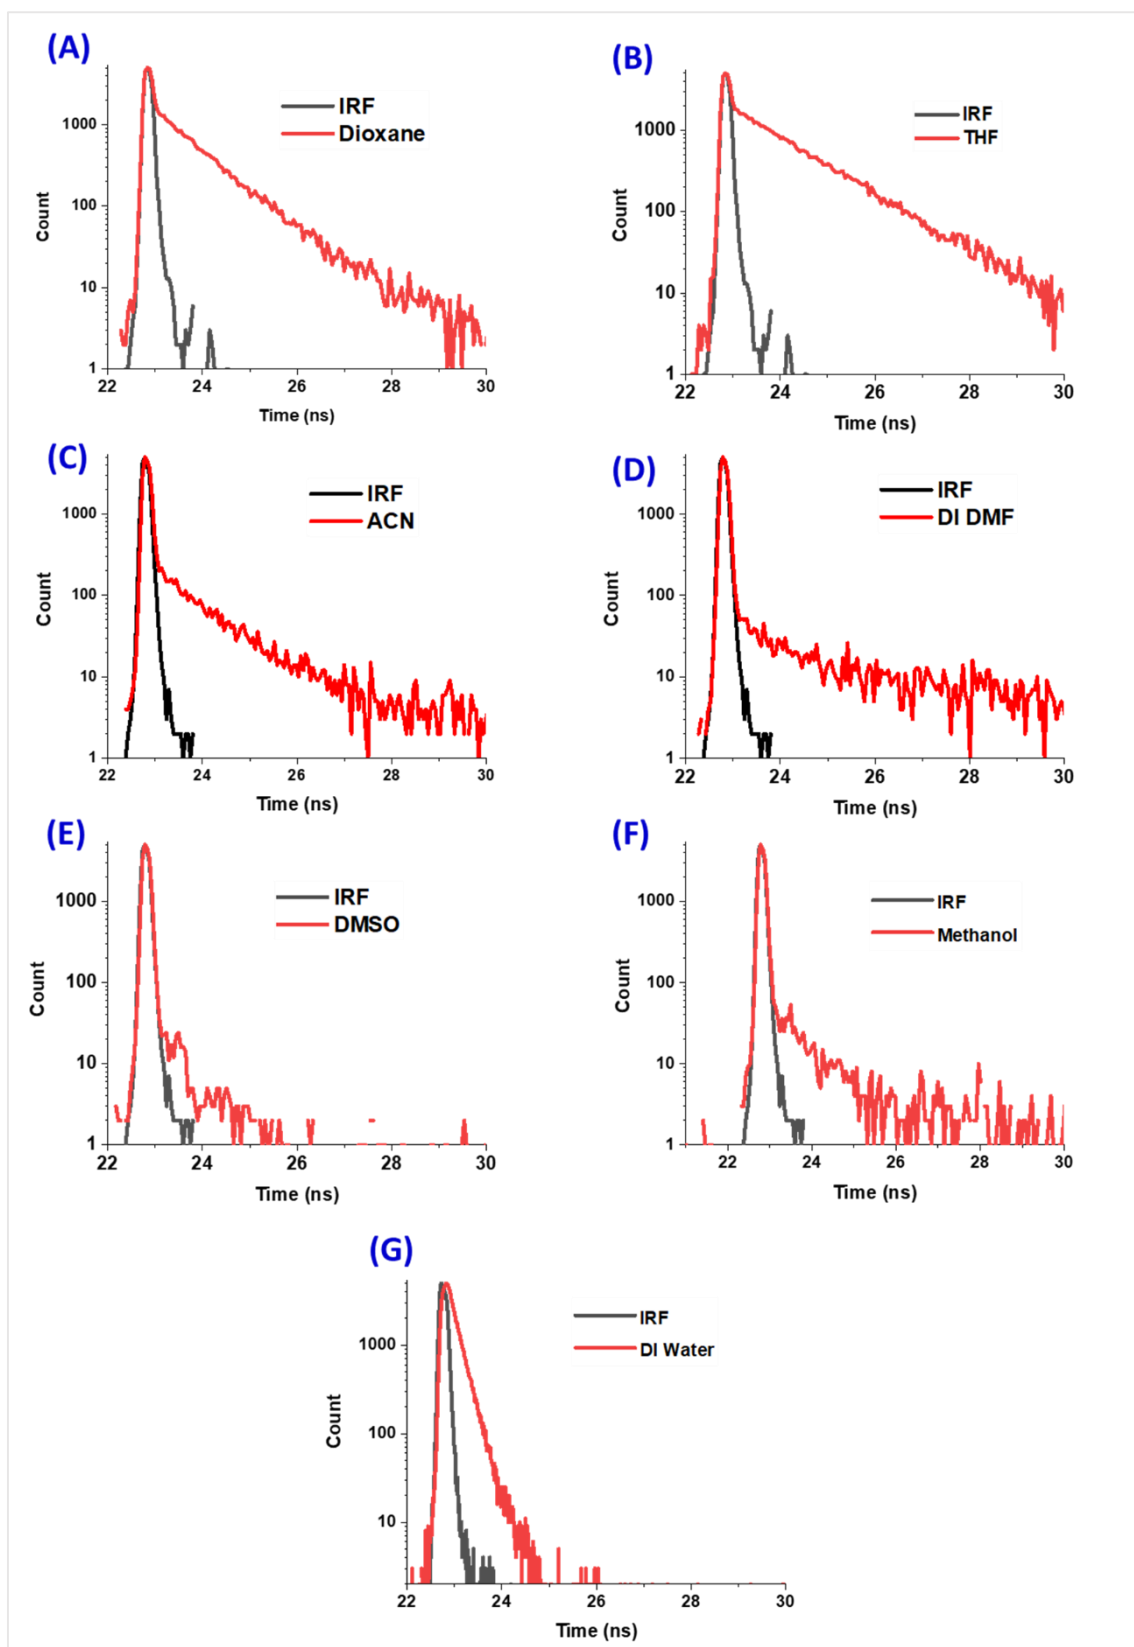 (A)
IRF
Dioxane
1000
100
10
1
Count
22 24 26 28 30
Time (ns)
(B)
IRF
THF
1000
100
10
1
Count
22 24 26 28 30
Time (ns)
(C)
IRF
ACN
1000
100
10
1
Count
22 24 26 28 30
Time (ns)
(D)
IRF
DI DMF
1000
100
10
1
Count
22 24 26 28 30
Time (ns)
(E)
IRF
DMSO
1000
100
10
1
Count
22 24 26 28 30
Time (ns)
(F)
IRF
Methanol
1000
100
10
1
Count
22 24 26 28 30
Time (ns)
(G)
IRF
DI Water
1000
100
10
Count
22 24 26 28 30
Time (ns)